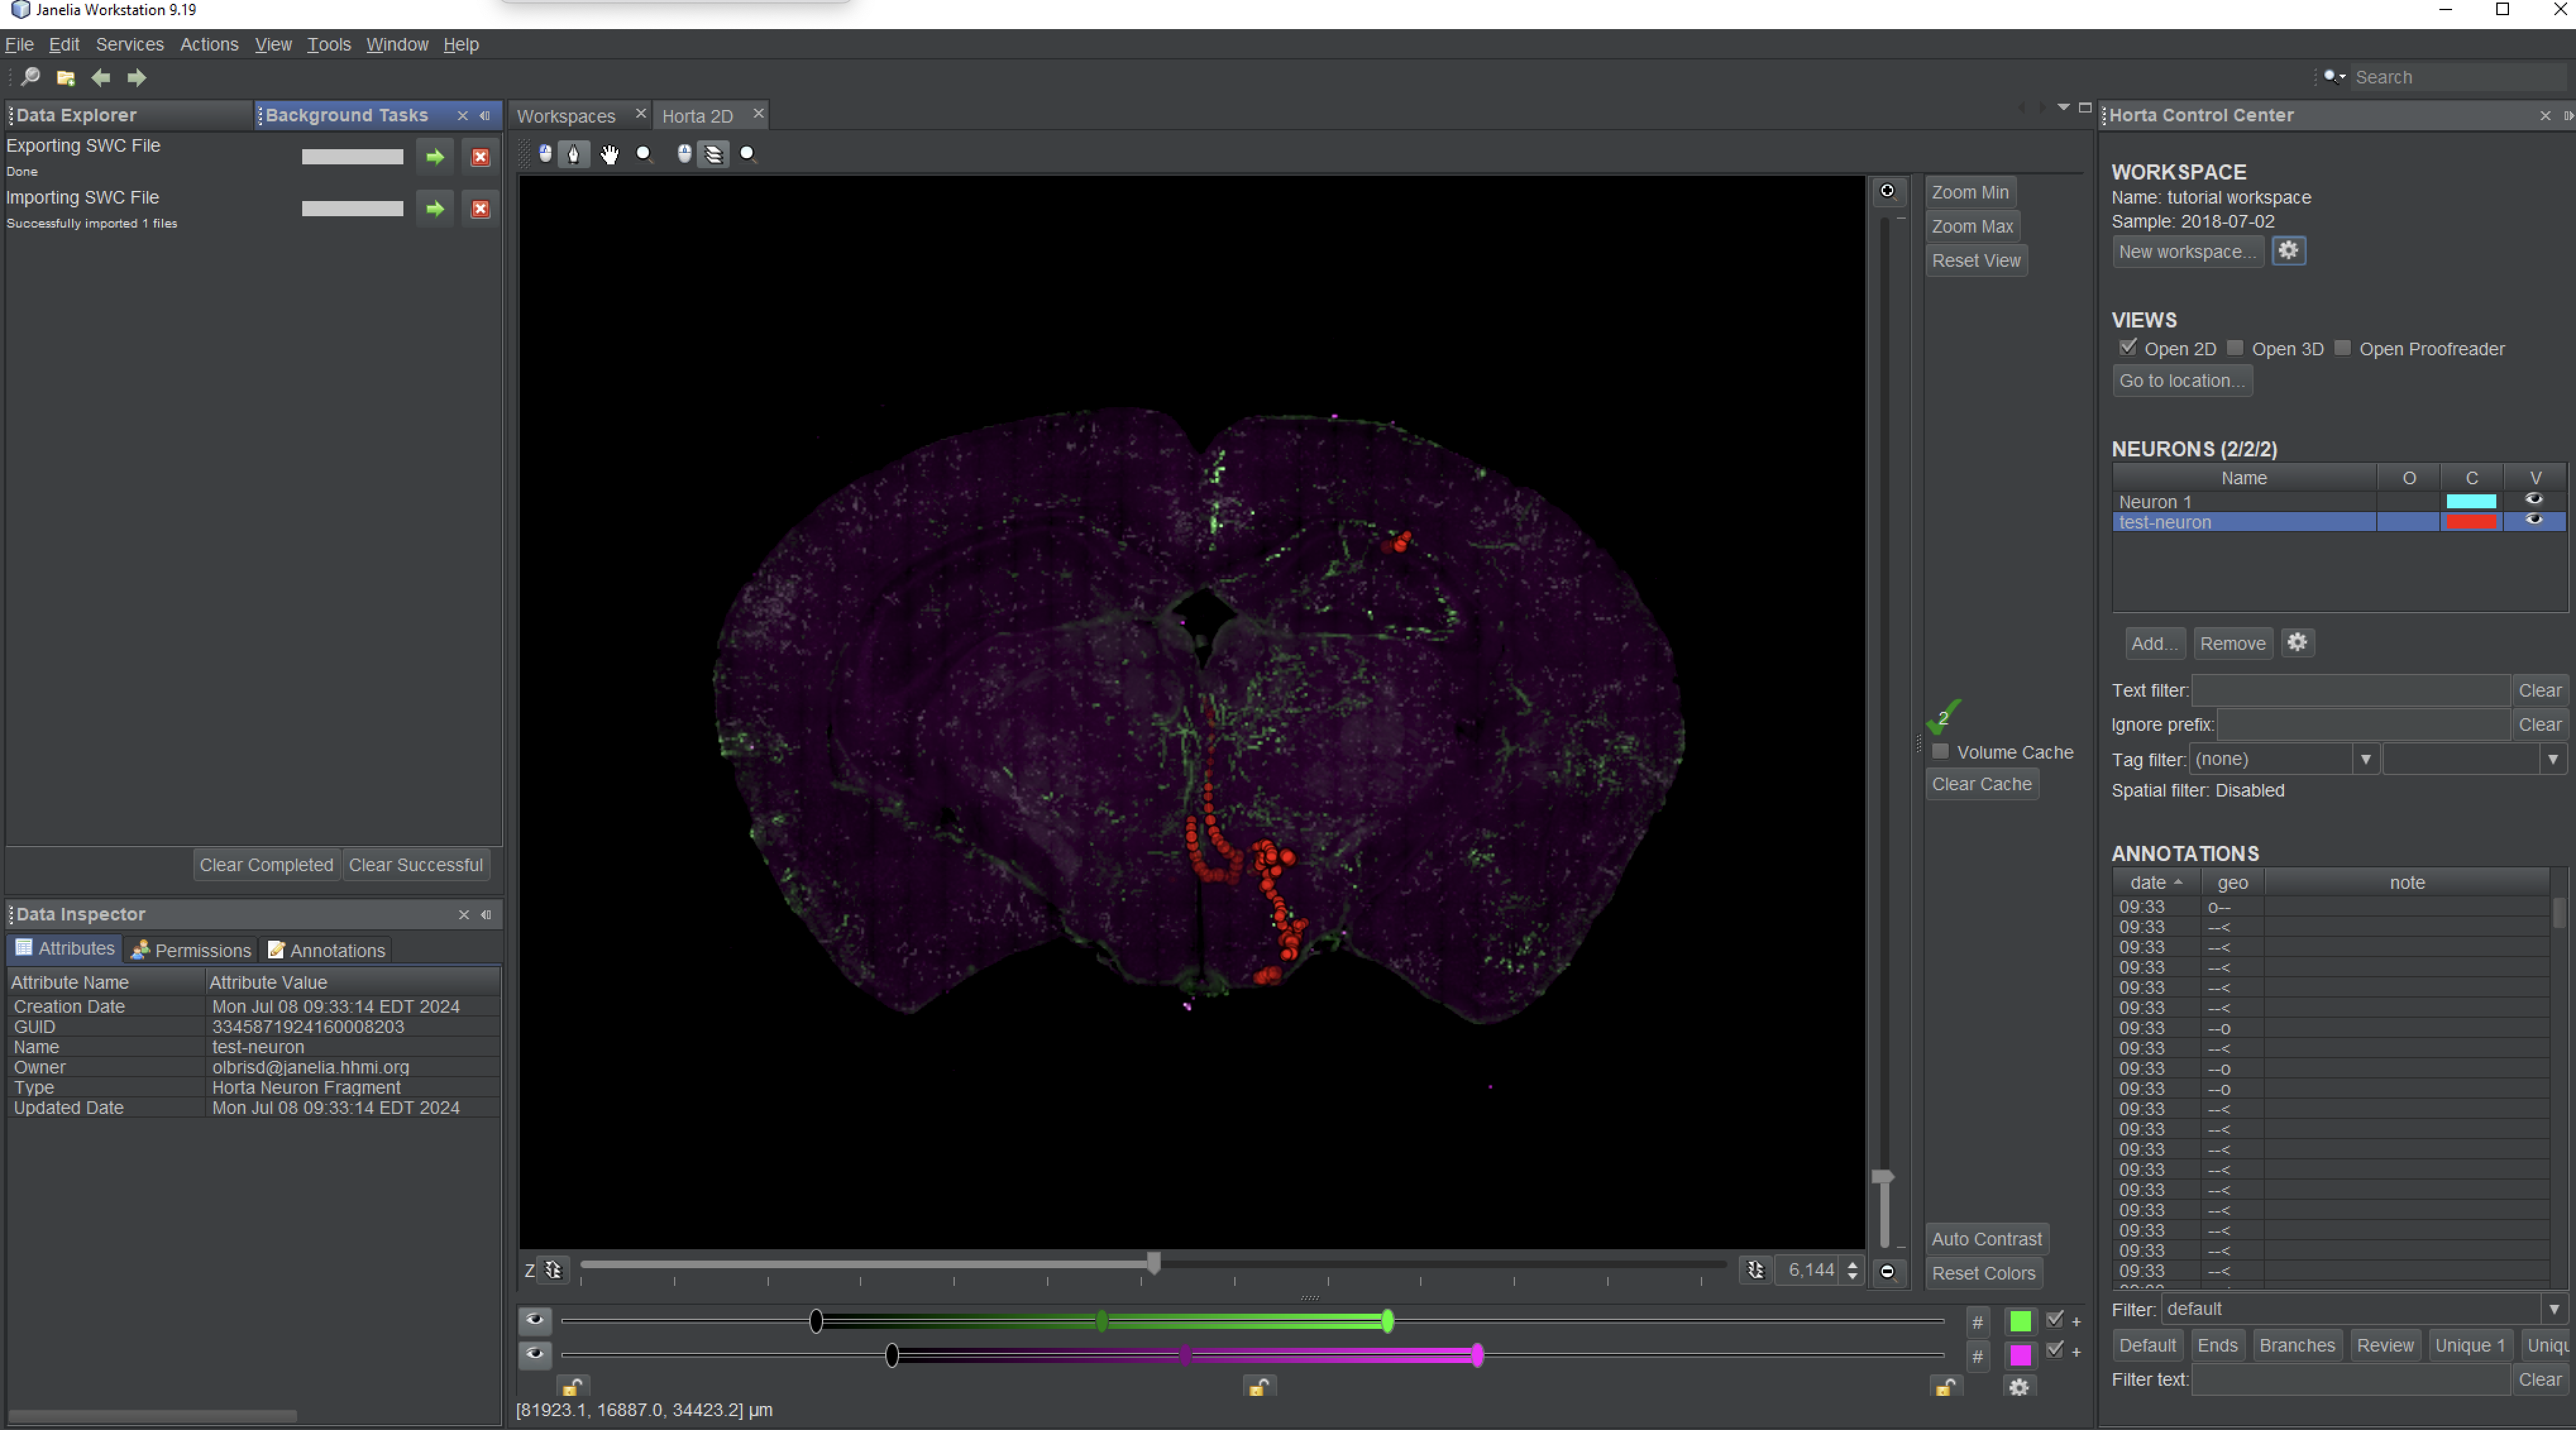 Janelia Workstation 9.19
File Edit Services Actions View Tools Window Help
Search
Data Explorer
Background Tasks
Exporting SWC File
Done
Importing SWC File
Successfully imported 1 files
Clear Completed
Clear Successful
Data Inspector
Attributes Permissions Annotations
Attribute Name Attribute Value
Creation Date Mon Jul 08 09:33:14 EDT 2024
GUID 3345871924160008203
Name test-neuron
Owner olbrisd@janelia.hhmi.org
Type Horta Neuron Fragment
Updated Date Mon Jul 08 09:33:14 EDT 2024
Workspaces
Horta 2D
Zoom Min
Zoom Max
Reset View
2
Volume Cache
Clear Cache
Auto Contrast
Reset Colors
Z
6,144
# +
# +
[81923.1, 16887.0, 34423.2] µm
Horta Control Center
WORKSPACE
Name: tutorial workspace
Sample: 2018-07-02
New workspace...
VIEWS
Open 2D Open 3D Open Proofreader
Go to location...
NEURONS (2/2/2)
Name O C V
Neuron 1
test-neuron
Add... Remove
Text filter: Clear
Ignore prefix: Clear
Tag filter: (none)
Spatial filter: Disabled
ANNOTATIONS
date geo note
09:33 o--
09:33 --<
09:33 --<
09:33 --<
09:33 --<
09:33 --<
09:33 --o
09:33 --<
09:33 --o
09:33 --o
09:33 --<
09:33 --<
09:33 --<
09:33 --<
09:33 --<
09:33 --<
09:33 --<
09:33 --<
09:33 --<
Filter: default
Default Ends Branches Review Unique 1 Uniqu
Filter text: Clear